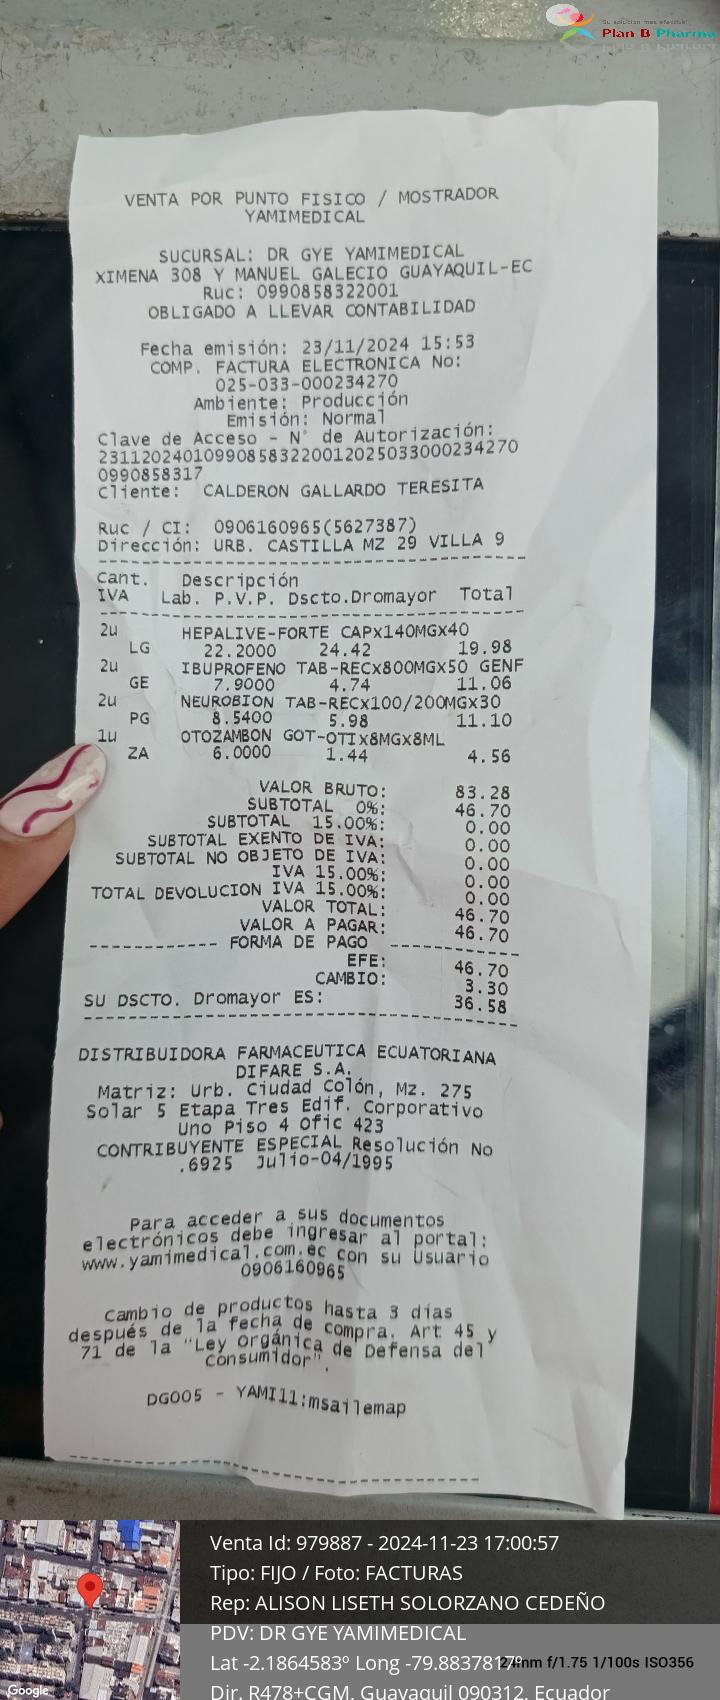 Su solución más efectiva!
Plan B Pharma
VENTA POR PUNTO FISICO / MOSTRADOR
YAMIMEDICAL
SUCURSAL: DR GYE YAMIMEDICAL
XIMENA 308 Y MANUEL GALECIO GUAYAQUIL-EC
Ruc: 0990858322001
OBLIGADO A LLEVAR CONTABILIDAD
Fecha emisión: 23/11/2024 15:53
COMP. FACTURA ELECTRONICA No:
025-033-000234270
Ambiente: Producción
Emisión: Normal
Clave de Acceso - N° de Autorización:
231120240109908583220012025033000234270
0990858317
Cliente: CALDERON GALLARDO TERESITA
Ruc / CI: 0906160965(5627387)
Dirección: URB. CASTILLA MZ 29 VILLA 9
Cant. Descripción
IVA Lab. P.V.P. Dscto.Dromayor Total
2u HEPALIVE-FORTE CAPx140MGx40
LG 22.2000 24.42 19.98
2u IBUPROFENO TAB-RECx800MGx50 GENF
GE 7.9000 4.74 11.06
2u NEUROBION TAB-RECx100/200MGx30
PG 8.5400 5.98 11.10
1u OTOZAMBON GOT-OTIx8MGx8ML
ZA 6.0000 1.44 4.56
VALOR BRUTO: 83.28
SUBTOTAL 0%: 46.70
SUBTOTAL 15.00%: 0.00
SUBTOTAL EXENTO DE IVA: 0.00
SUBTOTAL NO OBJETO DE IVA: 0.00
IVA 15.00%: 0.00
TOTAL DEVOLUCION IVA 15.00%: 0.00
VALOR TOTAL: 46.70
VALOR A PAGAR: 46.70
------------ FORMA DE PAGO ------------
EFE: 46.70
CAMBIO: 3.30
SU DSCTO. Dromayor ES: 36.58
DISTRIBUIDORA FARMACEUTICA ECUATORIANA
DIFARE S.A.
Matriz: Urb. Ciudad Colón, Mz. 275
Solar 5 Etapa Tres Edif. Corporativo
Uno Piso 4 Ofic 423
CONTRIBUYENTE ESPECIAL Resolución No
.6925 Julio-04/1995
Para acceder a sus documentos
electrónicos debe ingresar al portal:
www.yamimedical.com.ec con su Usuario
0906160965
Cambio de productos hasta 3 días
después de la fecha de compra. Art 45 y
71 de la "Ley Orgánica de Defensa del
Consumidor".
DG005 - YAMI11:msailemap
Venta Id: 979887 - 2024-11-23 17:00:57
Tipo: FIJO / Foto: FACTURAS
Rep: ALISON LISETH SOLORZANO CEDEÑO
PDV: DR GYE YAMIMEDICAL
Lat -2.1864583º Long
24mm f/1.75 1/100s ISO356
Dir. R478+CGM, Guayaquil 090312, Ecuador
Google